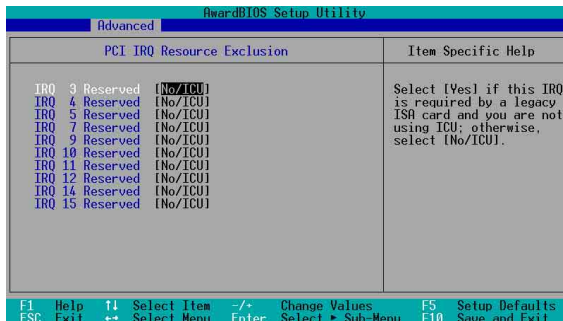 AwardBIOS Setup Utility
Advanced
PCI IRQ Resource Exclusion
Item Specific Help
IRQ 3 Reserved [No/ICU]
IRQ 4 Reserved [No/ICU]
IRQ 5 Reserved [No/ICU]
IRQ 7 Reserved [No/ICU]
IRQ 9 Reserved [No/ICU]
IRQ 10 Reserved [No/ICU]
IRQ 11 Reserved [No/ICU]
IRQ 12 Reserved [No/ICU]
IRQ 14 Reserved [No/ICU]
IRQ 15 Reserved [No/ICU]
Select [Yes] if this IRQ
is required by a legacy
ISA card and you are not
using ICU; otherwise,
select [No/ICU].
F1 Help ↑↓ Select Item -/+ Change Values F5 Setup Defaults
ESC Exit ↔ Select Menu Enter Select ► Sub-Menu F10 Save and Exit